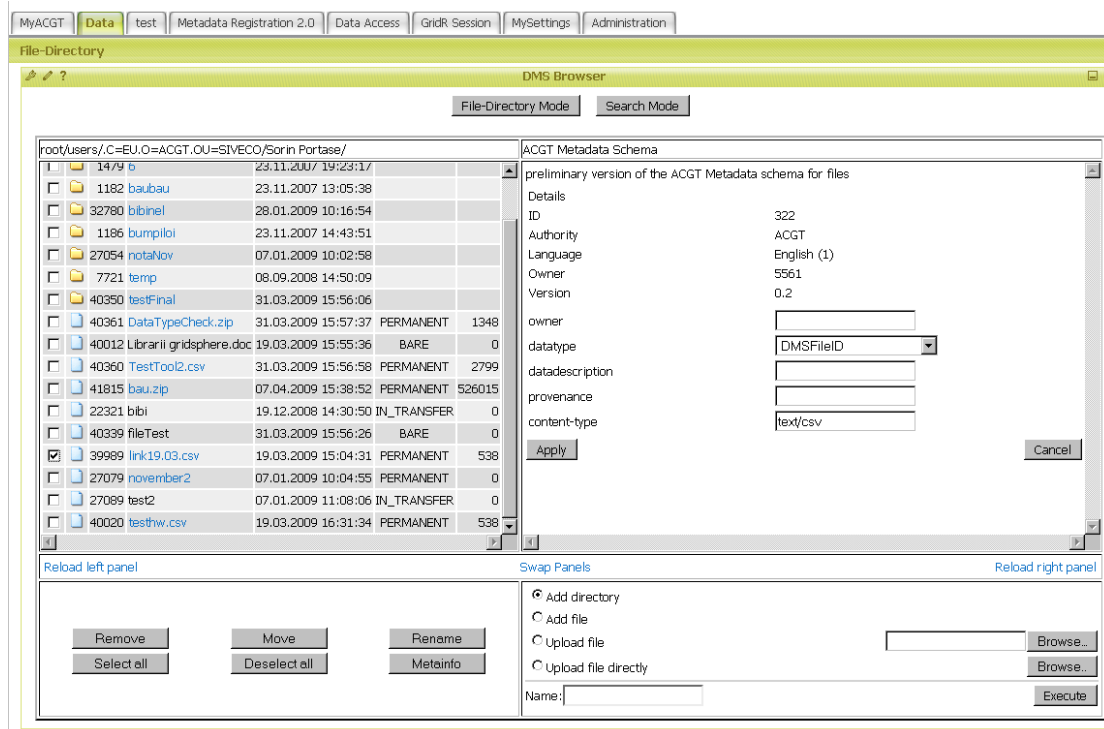 MyACGT Data test Metadata Registration 2.0 Data Access GridR Session MySettings Administration
File-Directory
? DMS Browser
File-Directory Mode Search Mode
root/users/.C=EU.O=ACGT.OU=SIVECO/Sorin Portase/ ACGT Metadata Schema
1479 6 23.11.2007 19:23:17
1182 baubau 23.11.2007 13:05:38
32780 bibinel 28.01.2009 10:16:54
1186 bumpiloi 23.11.2007 14:43:51
27054 notaNov 07.01.2009 10:02:58
7721 temp 08.09.2008 14:50:09
40350 testFinal 31.03.2009 15:56:06
40361 DataTypeCheck.zip 31.03.2009 15:57:37 PERMANENT 1348
40012 Librarii gridsphere.doc 19.03.2009 15:55:36 BARE 0
40360 TestTool2.csv 31.03.2009 15:56:58 PERMANENT 2799
41815 bau.zip 07.04.2009 15:38:52 PERMANENT 526015
22321 bibi 19.12.2008 14:30:50 IN_TRANSFER 0
40339 fileTest 31.03.2009 15:56:26 BARE 0
39989 link19.03.csv 19.03.2009 15:04:31 PERMANENT 538
27079 november2 07.01.2009 10:04:55 PERMANENT 0
27089 test2 07.01.2009 11:08:06 IN_TRANSFER 0
40020 testhw.csv 19.03.2009 16:31:34 PERMANENT 538
preliminary version of the ACGT Metadata schema for files
Details
ID 322
Authority ACGT
Language English (1)
Owner 5561
Version 0.2
owner
datatype DMSFileID
datadescription
provenance
content-type text/csv
Apply Cancel
Reload left panel Swap Panels Reload right panel
Remove Move Rename
Select all Deselect all Metainfo
Add directory
Add file
Upload file Browse...
Upload file directly Browse..
Name: Execute